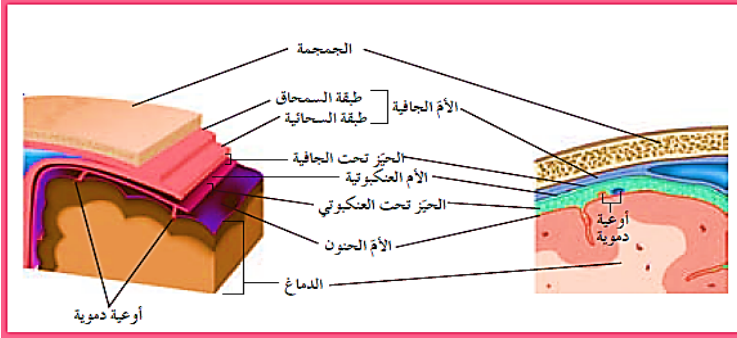 الجمجمة
طبقة السمحاق
الأمّ الجافية
طبقة السحائية
الحيّز تحت الجافية
الأم العنكبوتية
الحيّز تحت العنكبوتي
أوعية
دموية
الأمّ الحنون
الدماغ
أوعية دموية